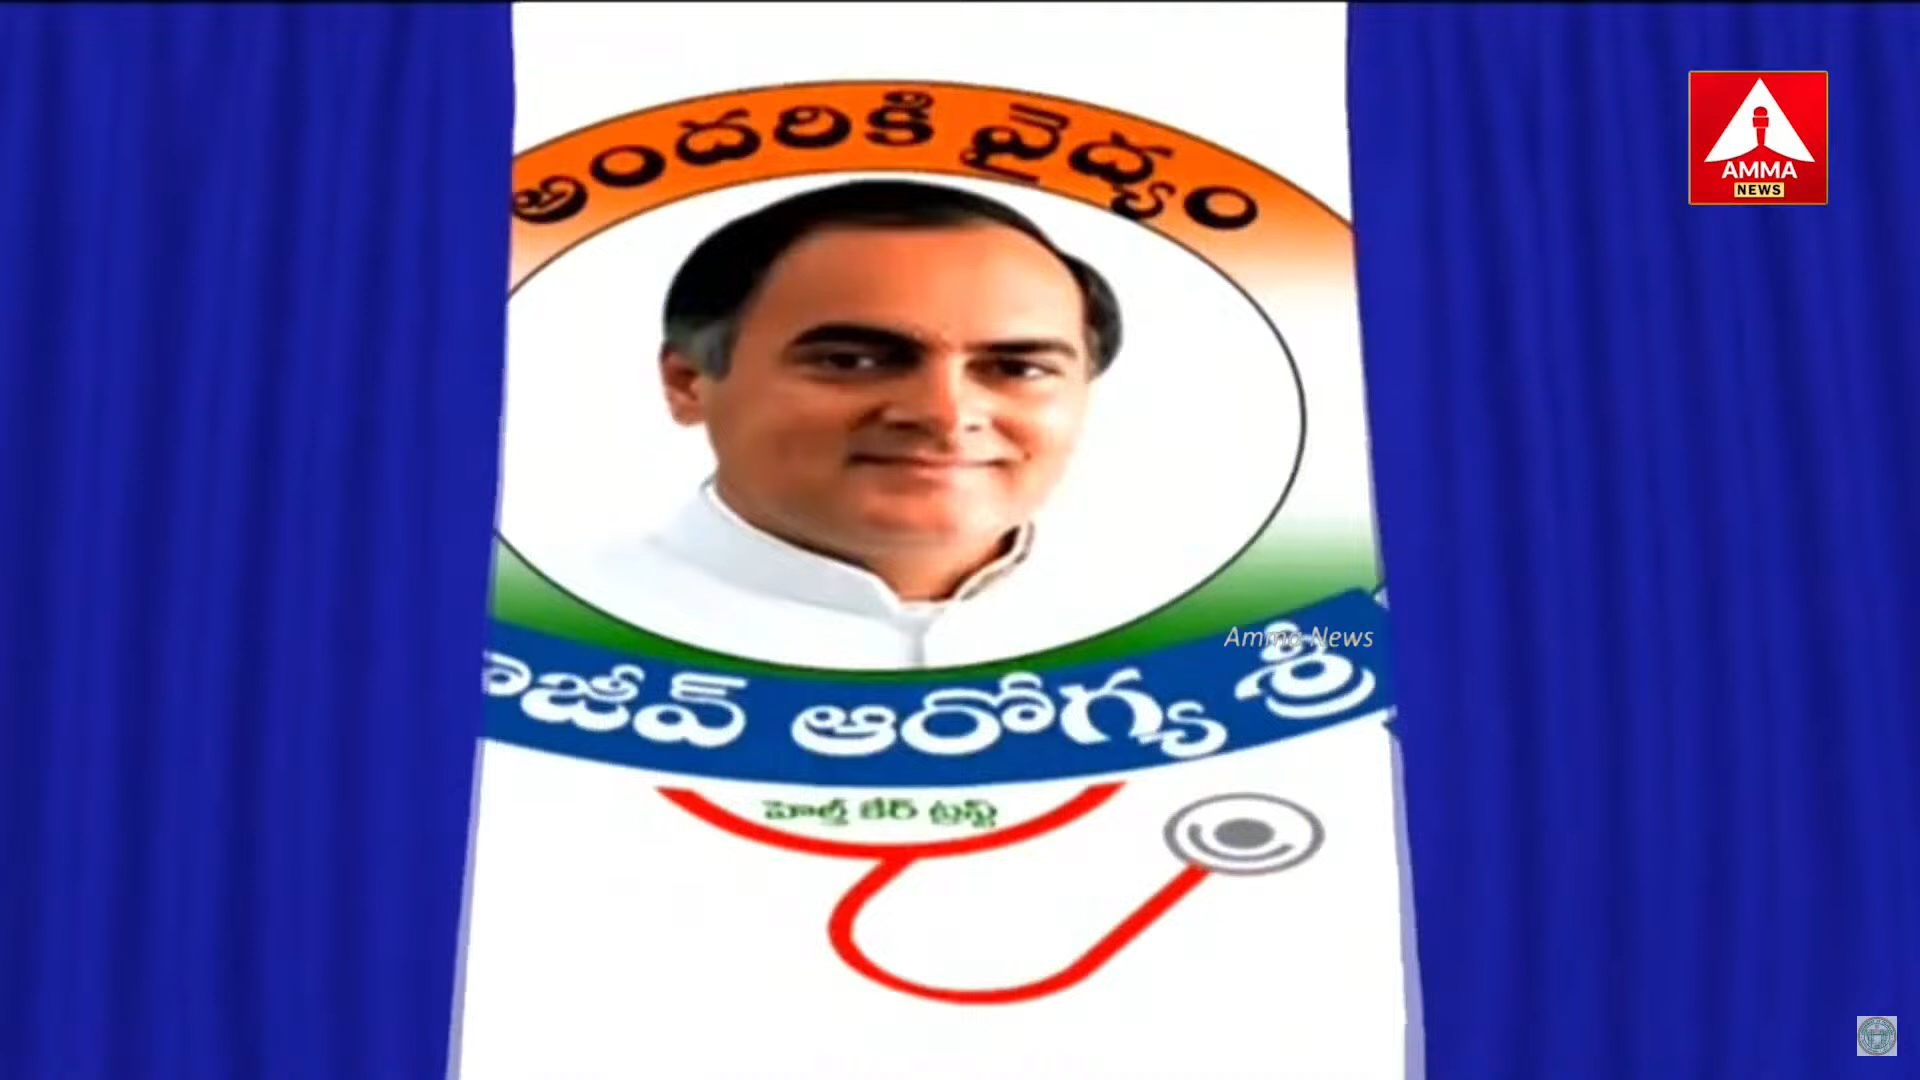 అందరికి వైద్యం
AMMA
NEWS
Amma News
రాజీవ్ ఆరోగ్య శ్రీ
హెల్త్ కేర్ ట్రస్ట్